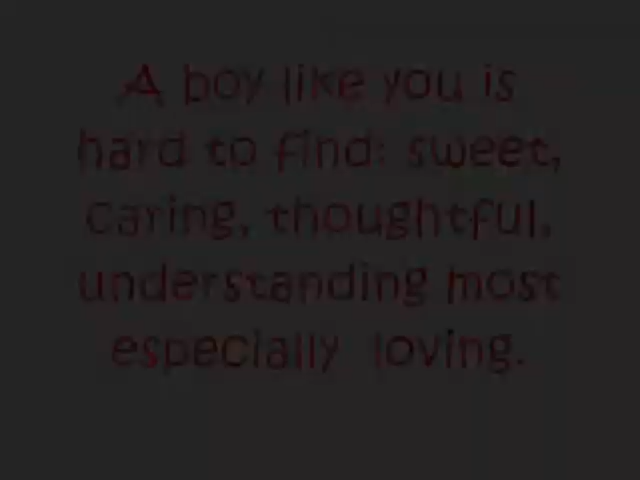 A boy like you is
hard to find: sweet,
caring, thoughtful,
understanding most
especially loving.